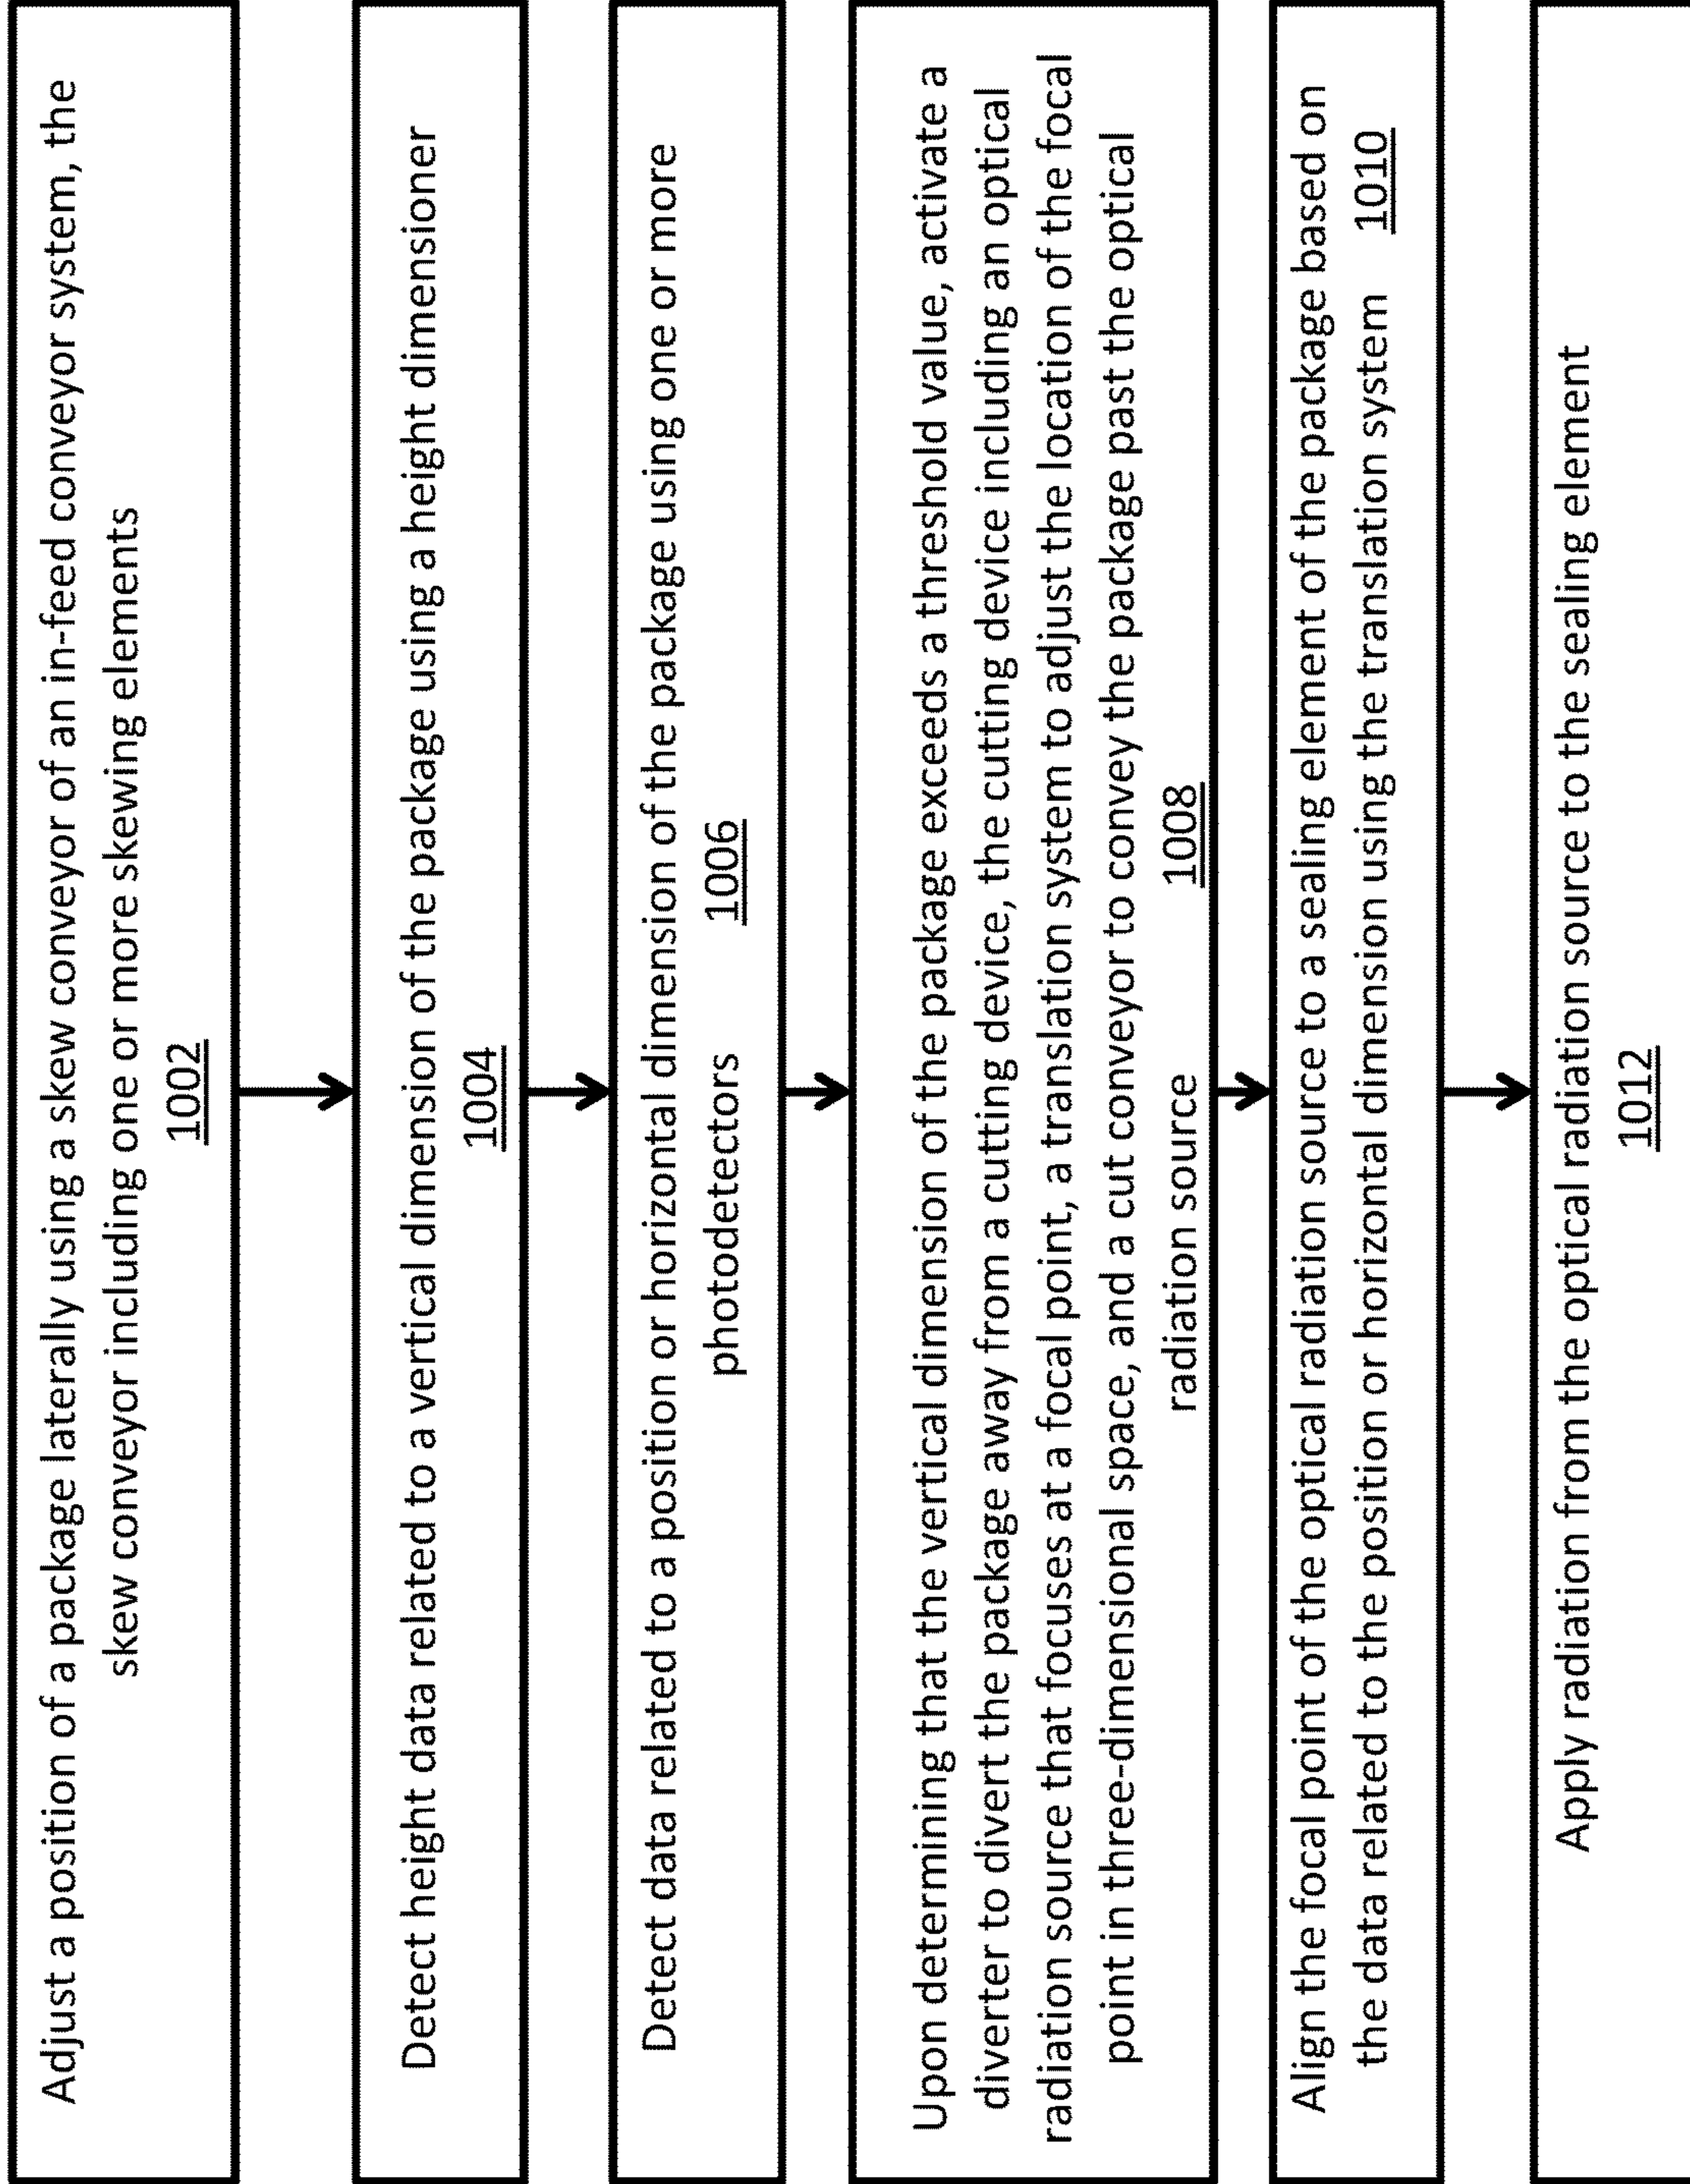 Adjust a position of a package laterally using a skew conveyor of an in-feed conveyor system, the
skew conveyor including one or more skewing elements
1002
Detect height data related to a vertical dimension of the package using a height dimensioner
1004
Detect data related to a position or horizontal dimension of the package using one or more
photodetectors 1006
Upon determining that the vertical dimension of the package exceeds a threshold value, activate a
diverter to divert the package away from a cutting device, the cutting device including an optical
radiation source that focuses at a focal point, a translation system to adjust the location of the focal
point in three-dimensional space, and a cut conveyor to convey the package past the optical
radiation source 1008
Align the focal point of the optical radiation source to a sealing element of the package based on
the data related to the position or horizontal dimension using the translation system 1010
Apply radiation from the optical radiation source to the sealing element
1012